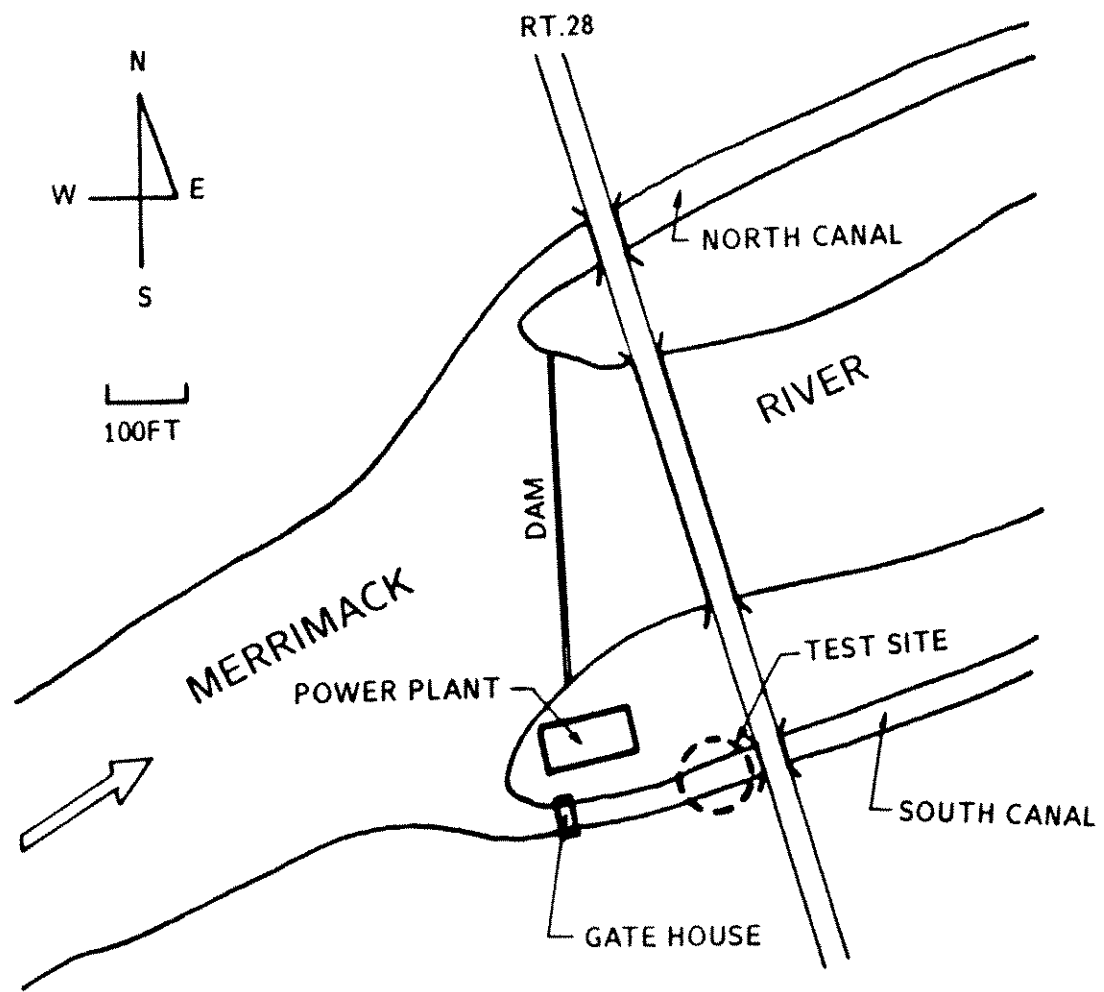 RT.28
N
W
E
S
NORTH CANAL
100FT
RIVER
DAM
MERRIMACK
TEST SITE
POWER PLANT
SOUTH CANAL
GATE HOUSE